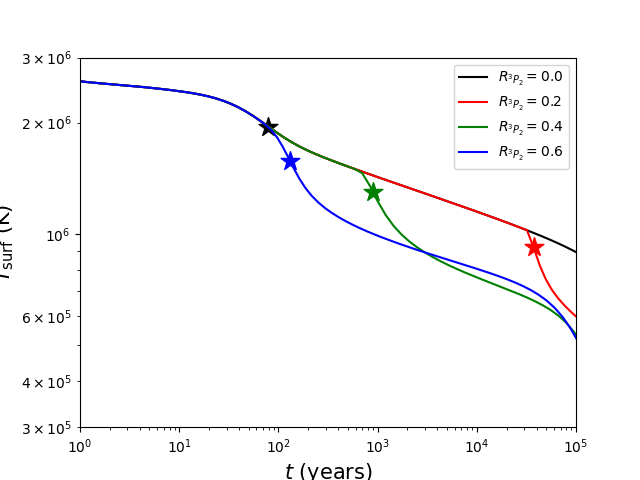 3 × 10⁶
2 × 10⁶
10⁶
6 × 10⁵
4 × 10⁵
3 × 10⁵
T_surf (K)
10⁰ 10¹ 10² 10³ 10⁴ 10⁵
t (years)
R_³P₂ = 0.0
R_³P₂ = 0.2
R_³P₂ = 0.4
R_³P₂ = 0.6